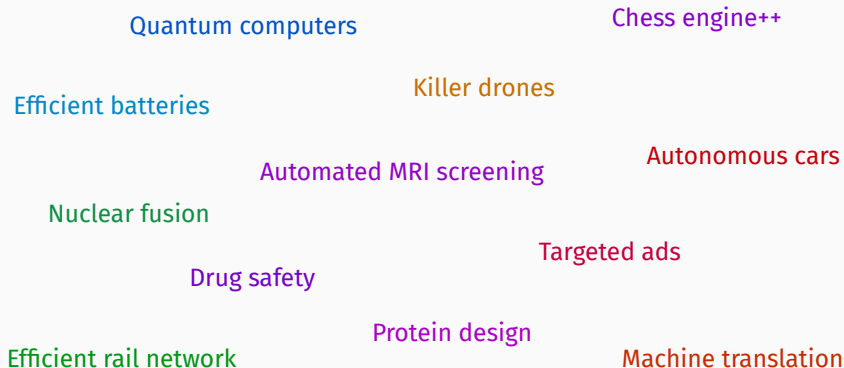 Quantum computers
Chess engine++
Killer drones
Efficient batteries
Autonomous cars
Automated MRI screening
Nuclear fusion
Targeted ads
Drug safety
Protein design
Efficient rail network
Machine translation